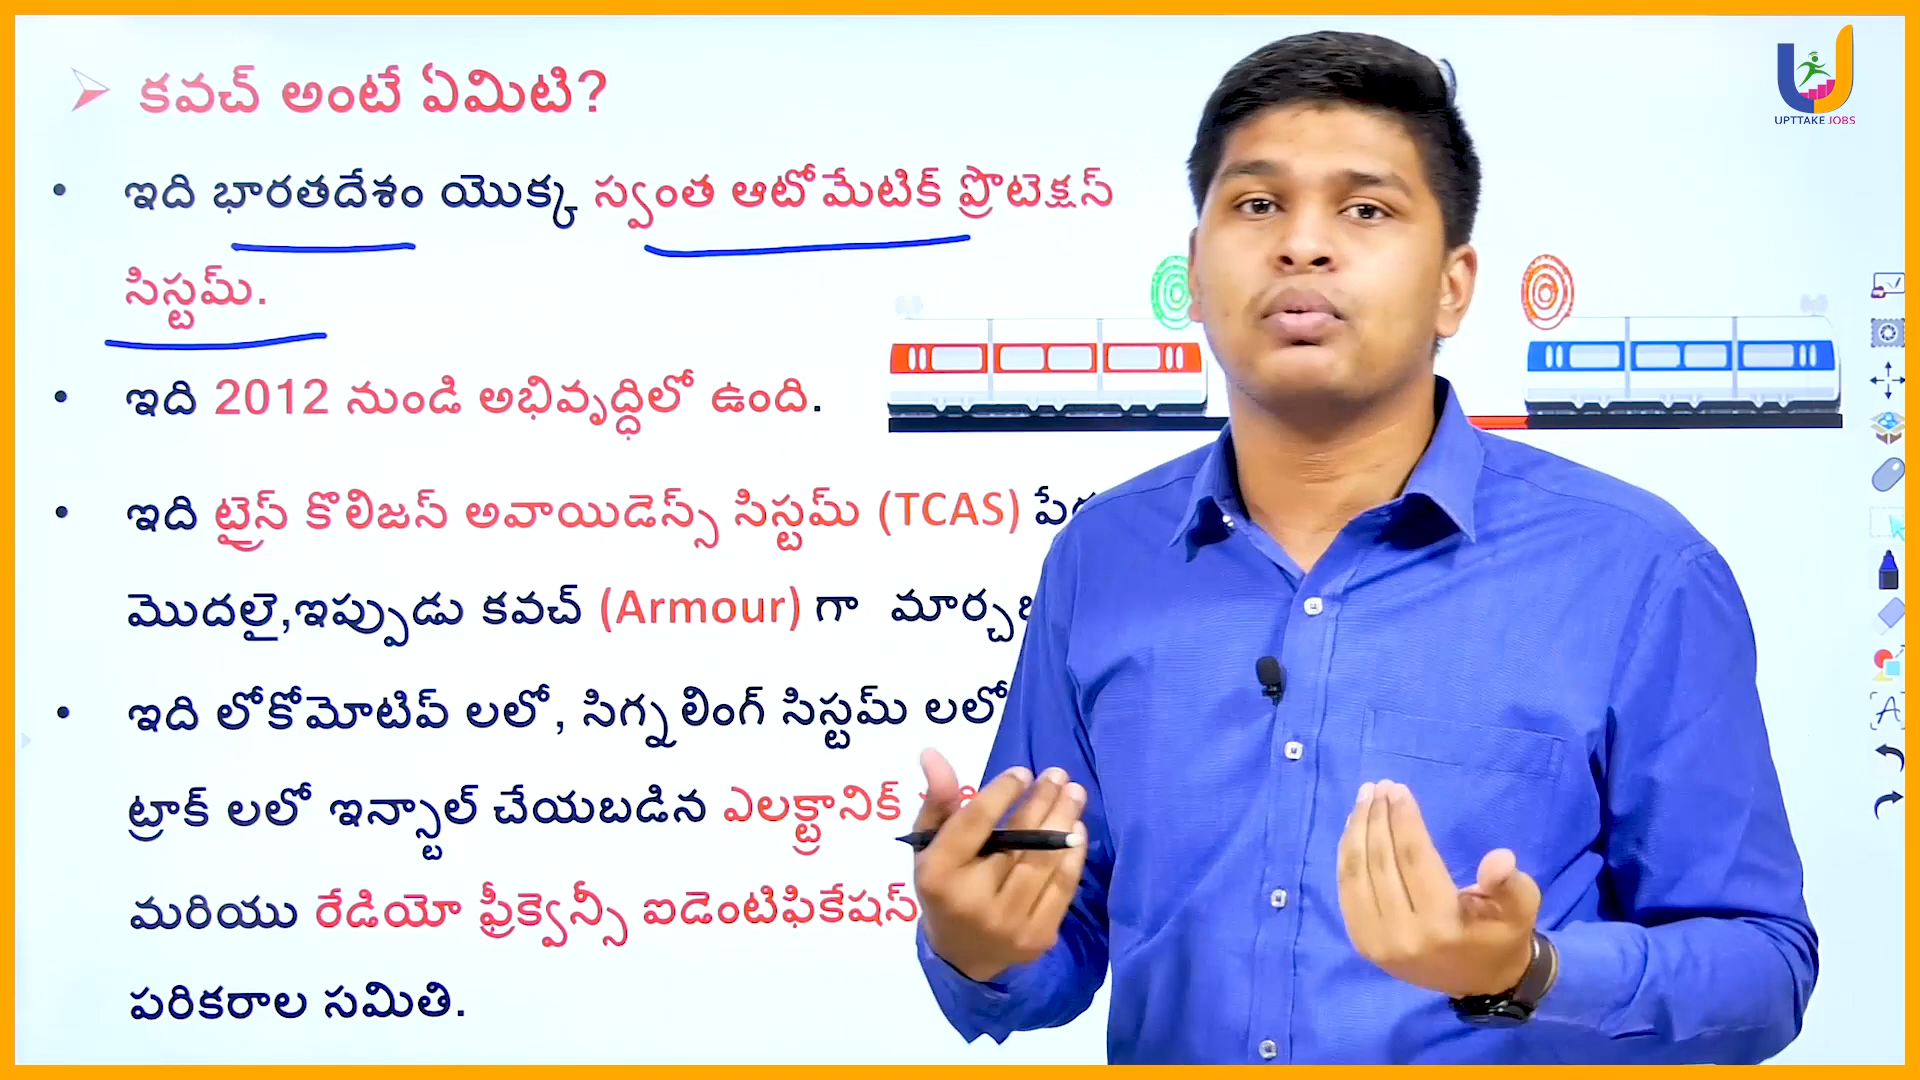 కవచ్ అంటే ఏమిటి?
UPTTAKE JOBS
ఇది భారతదేశం యొక్క స్వంత ఆటోమేటిక్ ప్రొటెక్షన్
సిస్టమ్.
ఇది 2012 నుండి అభివృద్ధిలో ఉంది.
ఇది ట్రైన్ కొలిజన్ అవాయిడెన్స్ సిస్టమ్ (TCAS)
మొదలై,ఇప్పుడు కవచ్ (Armour) గా
ఇది లోకోమోటివ్ లలో, సిగ్నలింగ్ సిస్టమ్ లలో
ట్రాక్ లలో ఇన్స్టాల్ చేయబడిన ఎలక్ట్రానిక్
మరియు రేడియో ఫ్రీక్వెన్సీ ఐడెంటిఫికేషన్
పరికరాల సమితి.